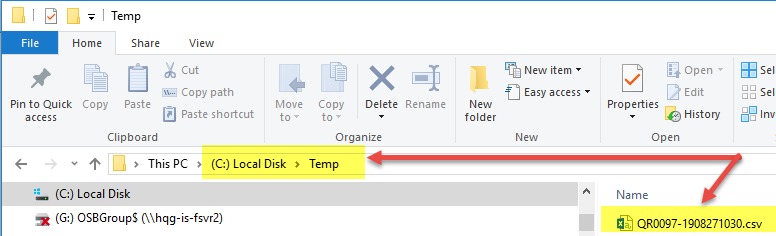 Temp
File Home Share View
Pin to Quick access
Copy
Paste
Cut
Copy path
Paste shortcut
Clipboard
Move to
Copy to
Delete
Rename
Organize
New folder
New item
Easy access
New
Properties
Open
Edit
History
Open
Sel
Sel
Inv
This PC > (C:) Local Disk > Temp
(C:) Local Disk
(G:) OSBGroup$ (\\hqg-is-fsvr2)
Name
QR0097-1908271030.csv